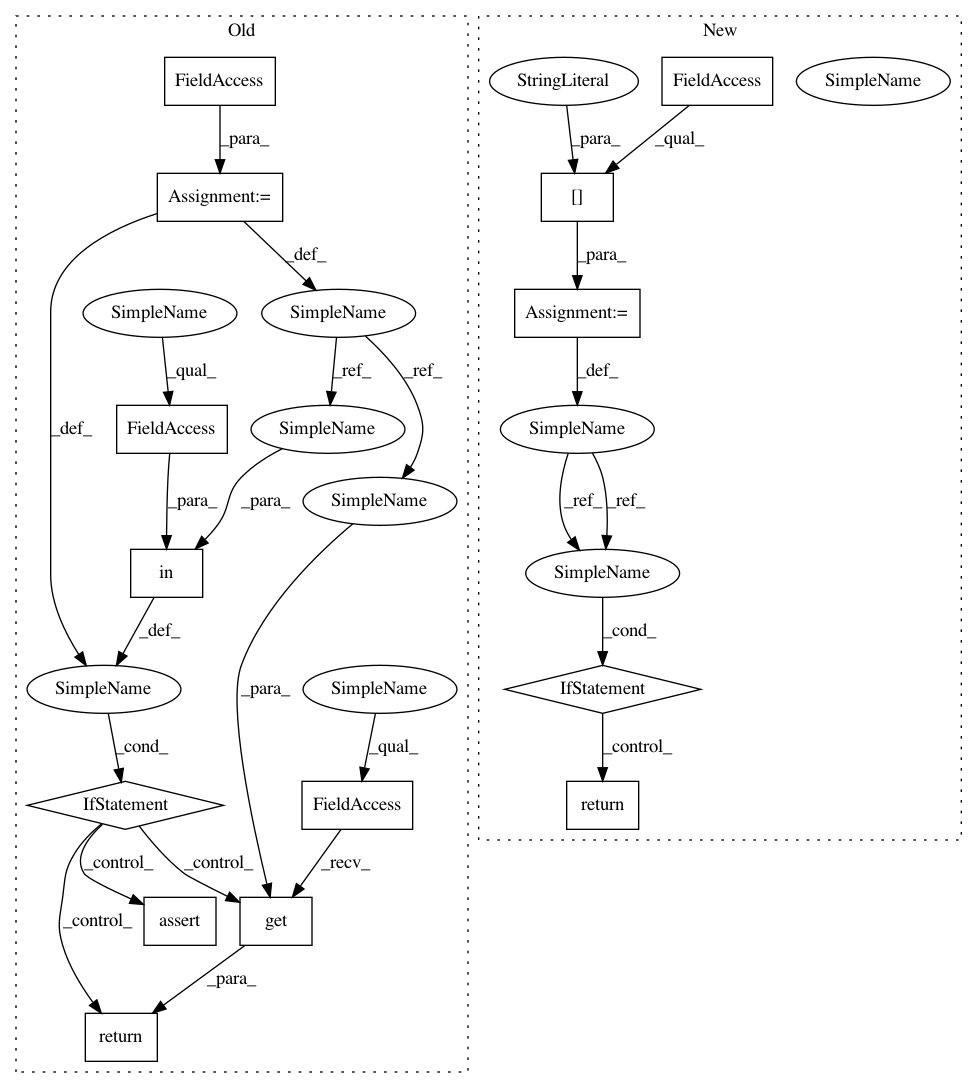 Old
New
FieldAccess
StringLiteral
FieldAccess
SimpleName
_para_
_para_
_qual_
Assignment:=
[]
_def_
_para_
SimpleName
SimpleName
Assignment:=
_qual_
_ref_
_ref_
_def_
_def_
FieldAccess
SimpleName
SimpleName
_para_
_para_
SimpleName
_ref_
_ref_
in
SimpleName
_def_
_cond_
SimpleName
_para_
SimpleName
IfStatement
_cond_
_qual_
_control_
IfStatement
FieldAccess
return
_control_
_control_
_recv_
_control_
assert
get
_para_
return